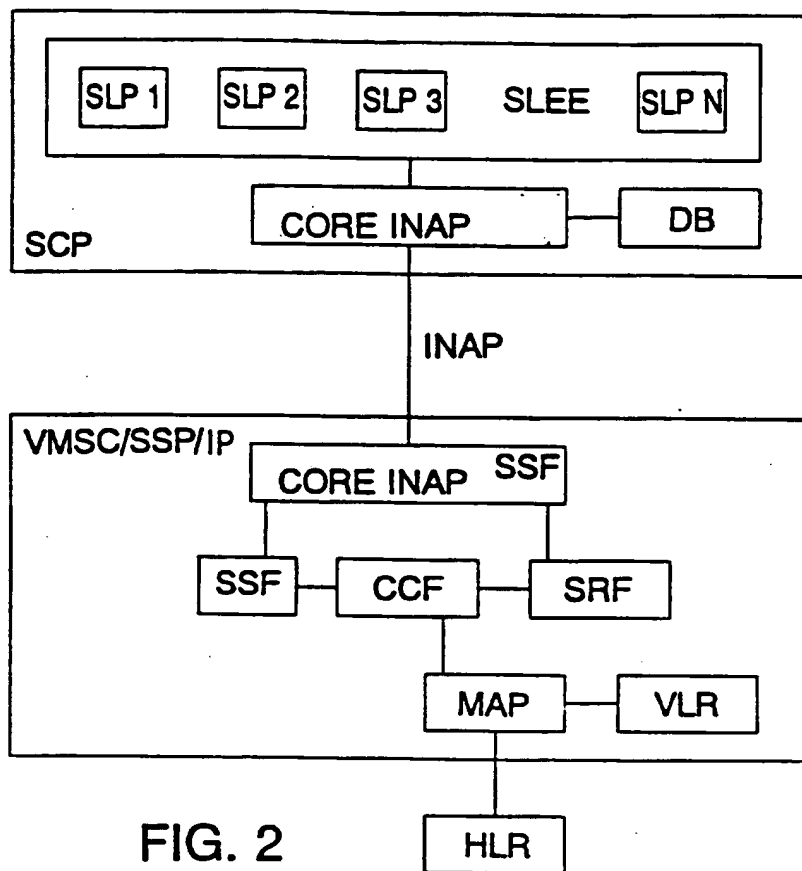 SLP 1 SLP 2 SLP 3 SLEE SLP N
CORE INAP DB
SCP
INAP
VMSC/SSP/IP
SSF
CORE INAP
SSF CCF SRF
MAP VLR
FIG. 2
HLR